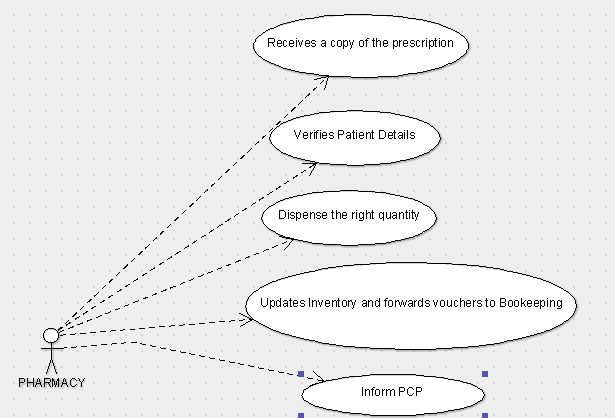 Receives a copy of the prescription
Verifies Patient Details
Dispense the right quantity
Updates Inventory and forwards vouchers to Bookeeping
PHARMACY
Inform PCP